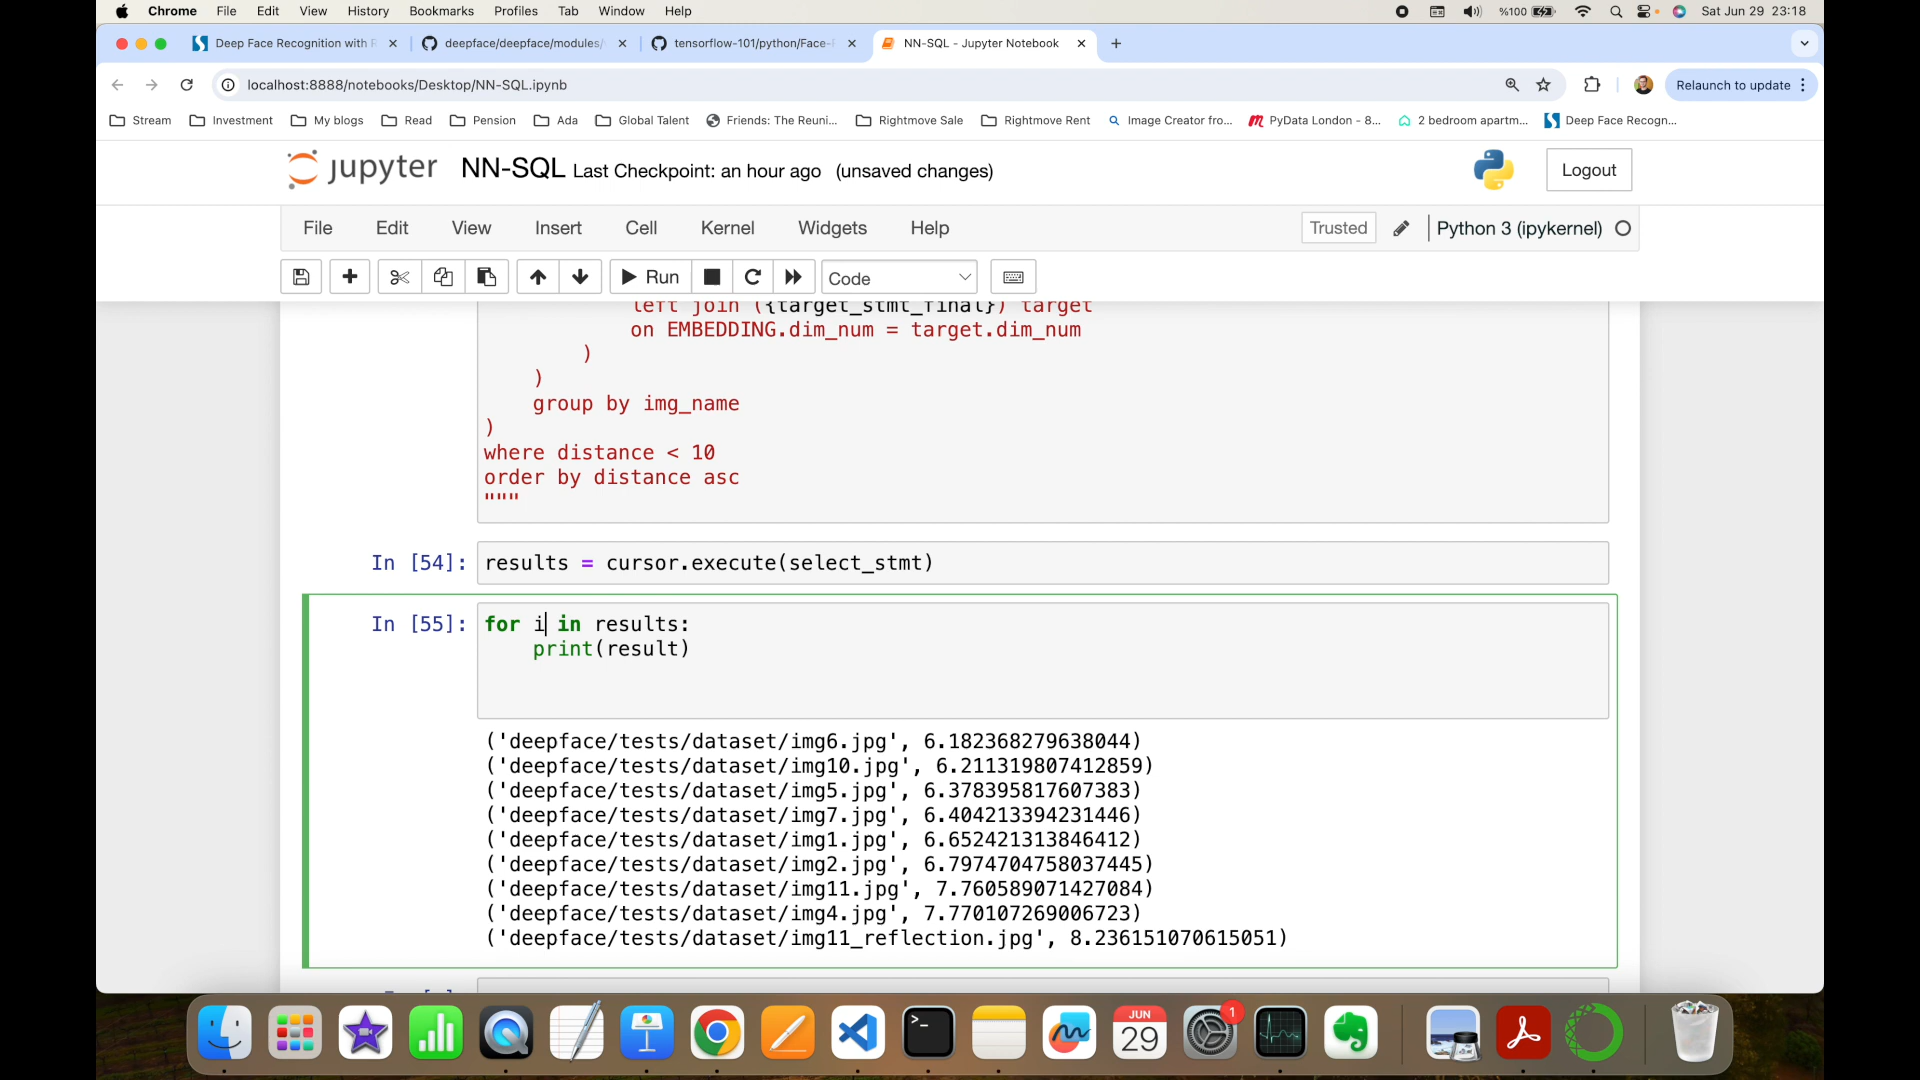 Chrome File Edit View History Bookmarks Profiles Tab Window Help %100 Sat Jun 29 23:18
Deep Face Recognition with deepface/deepface/modules/ tensorflow-101/python/Face- NN-SQL - Jupyter Notebook
localhost:8888/notebooks/Desktop/NN-SQL.ipynb Relaunch to update
Stream Investment My blogs Read Pension Ada Global Talent Friends: The Reuni... Rightmove Sale Rightmove Rent Image Creator fro... PyData London - 8... 2 bedroom apartm... Deep Face Recogn...
jupyter NN-SQL Last Checkpoint: an hour ago (unsaved changes) Logout
File Edit View Insert Cell Kernel Widgets Help Trusted Python 3 (ipykernel)
Run Code
left join ({target_stmt_final}) target
on EMBEDDING.dim_num = target.dim_num
)
)
group by img_name
)
where distance < 10
order by distance asc
"""
In [54]: results = cursor.execute(select_stmt)
In [55]: for i in results:
print(result)
('deepface/tests/dataset/img6.jpg', 6.182368279638044)
('deepface/tests/dataset/img10.jpg', 6.211319807412859)
('deepface/tests/dataset/img5.jpg', 6.378395817607383)
('deepface/tests/dataset/img7.jpg', 6.404213394231446)
('deepface/tests/dataset/img1.jpg', 6.652421313846412)
('deepface/tests/dataset/img2.jpg', 6.7974704758037445)
('deepface/tests/dataset/img11.jpg', 7.760589071427084)
('deepface/tests/dataset/img4.jpg', 7.770107269006723)
('deepface/tests/dataset/img11_reflection.jpg', 8.236151070615051)
>_ JUN 29 1